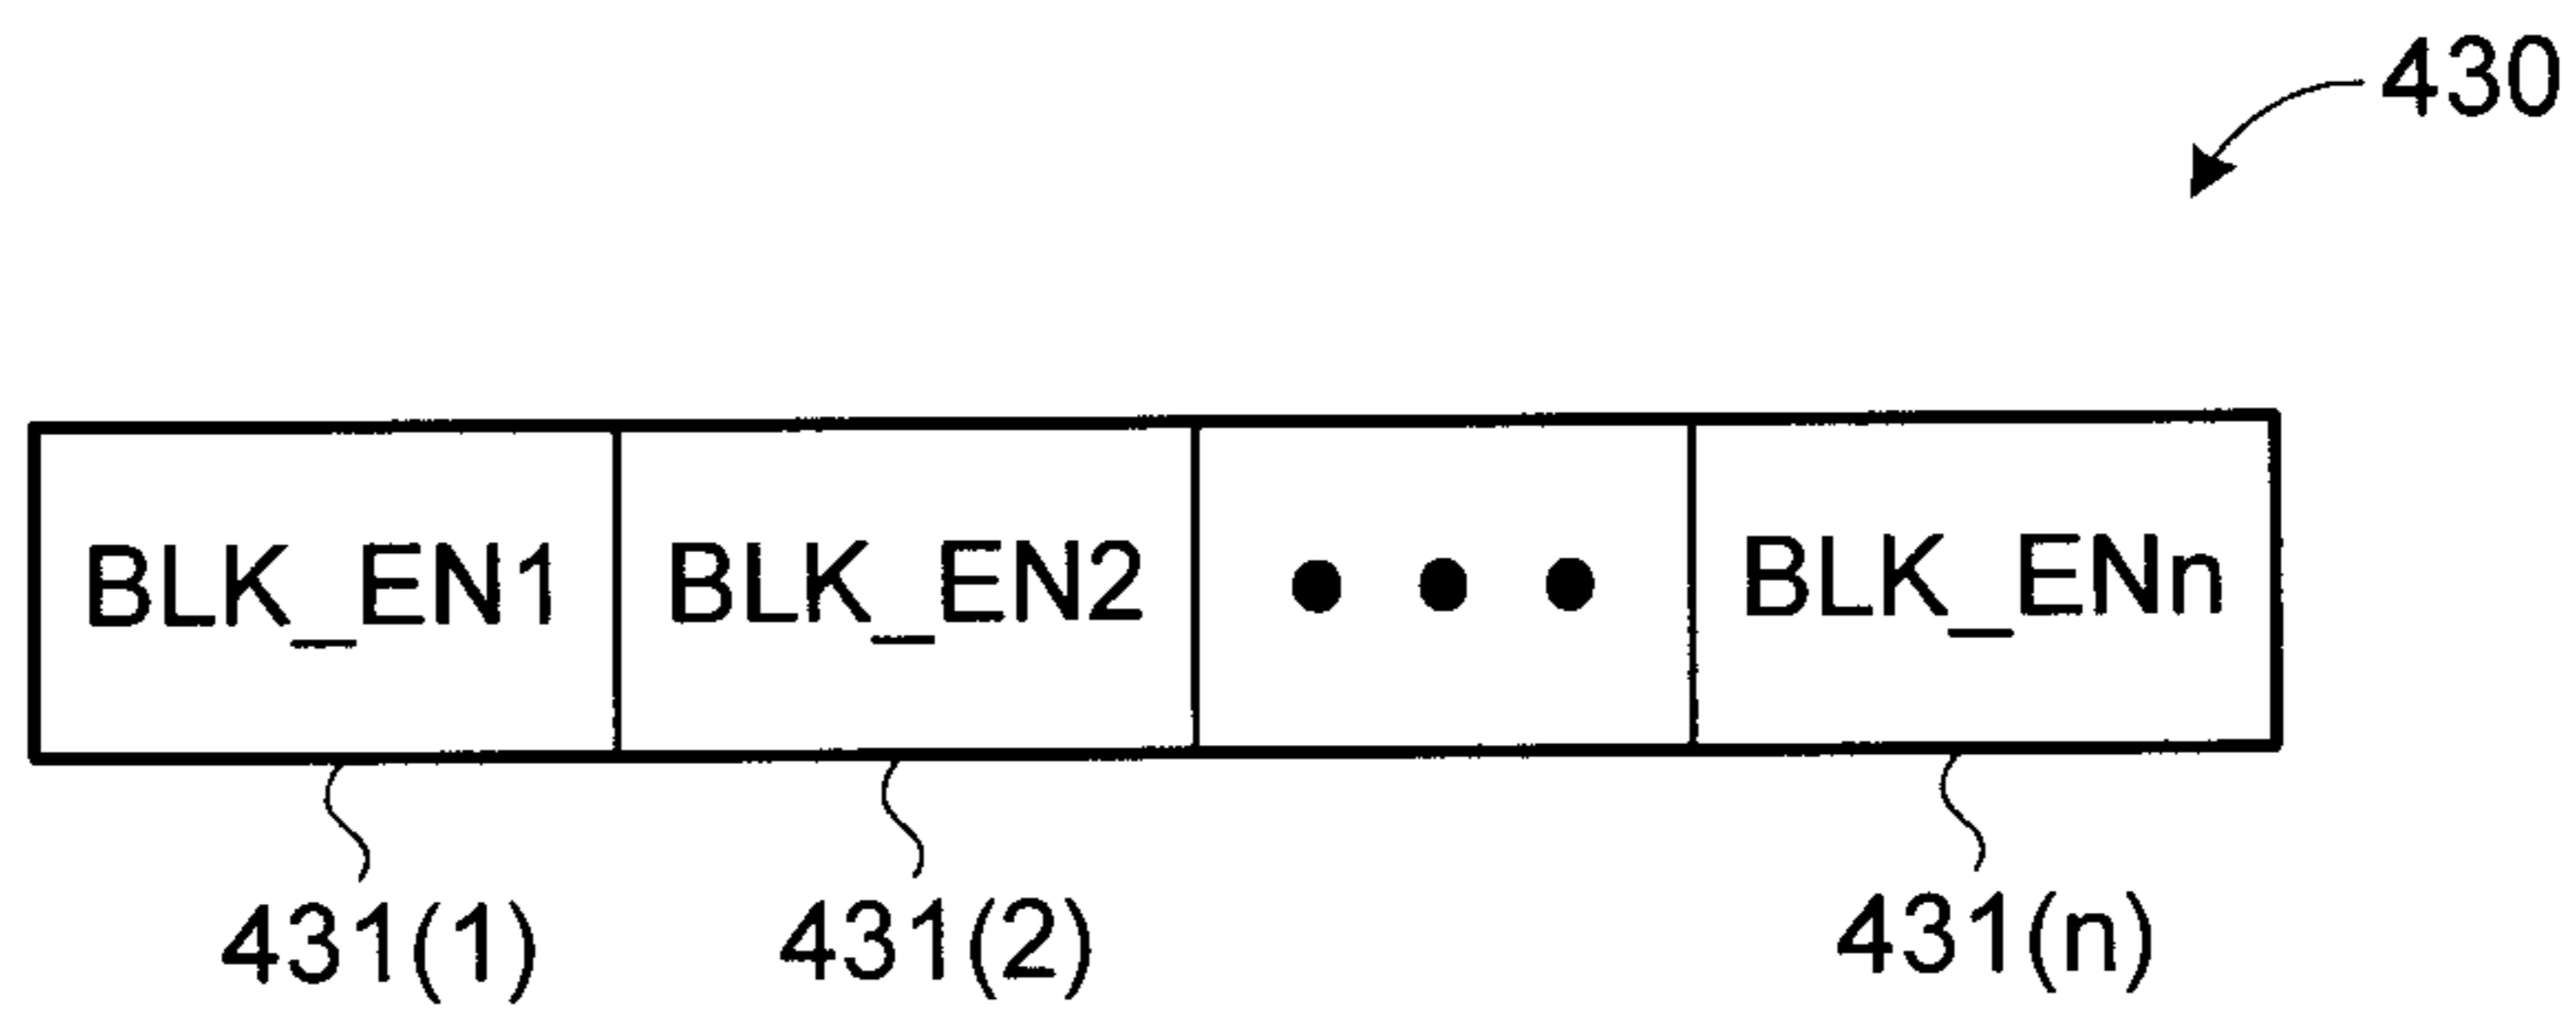 430
BLK_EN1 BLK_EN2 ● ● ● BLK_ENn
431(1) 431(2) 431(n)